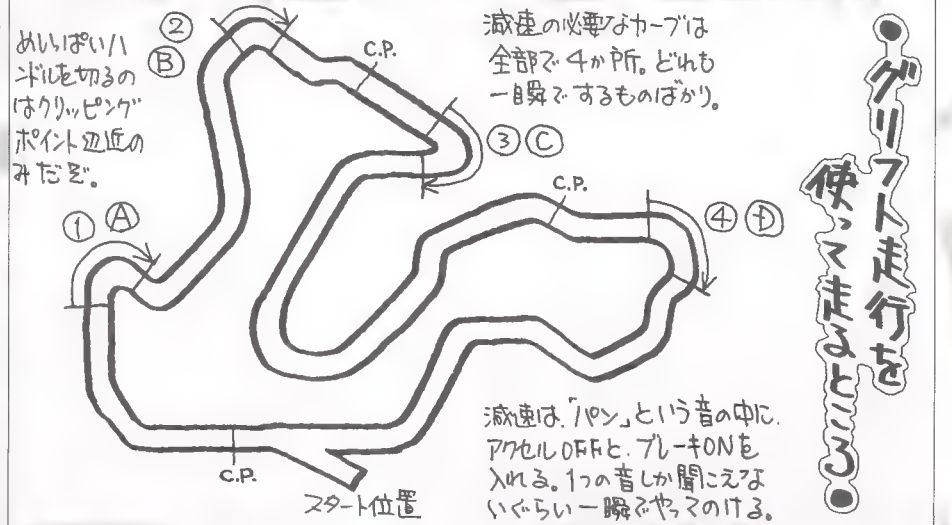 ●グリフト走行を
使って走るところ●
減速の必要なカーブは
全部で4か所。どれも
一瞬でするものばかり。
めいっぱいハ
ンドルを切るの
はクリッピング
ポイント辺近の
みだぞ。
② B
C.P.
③ C
C.P.
④ D
① A
C.P.
スタート位置
減速は、「パン」という音の中に、
アクセルOFFと、ブレーキONを
入れる。1つの音しか聞こえな
いぐらい一瞬でやってのける。